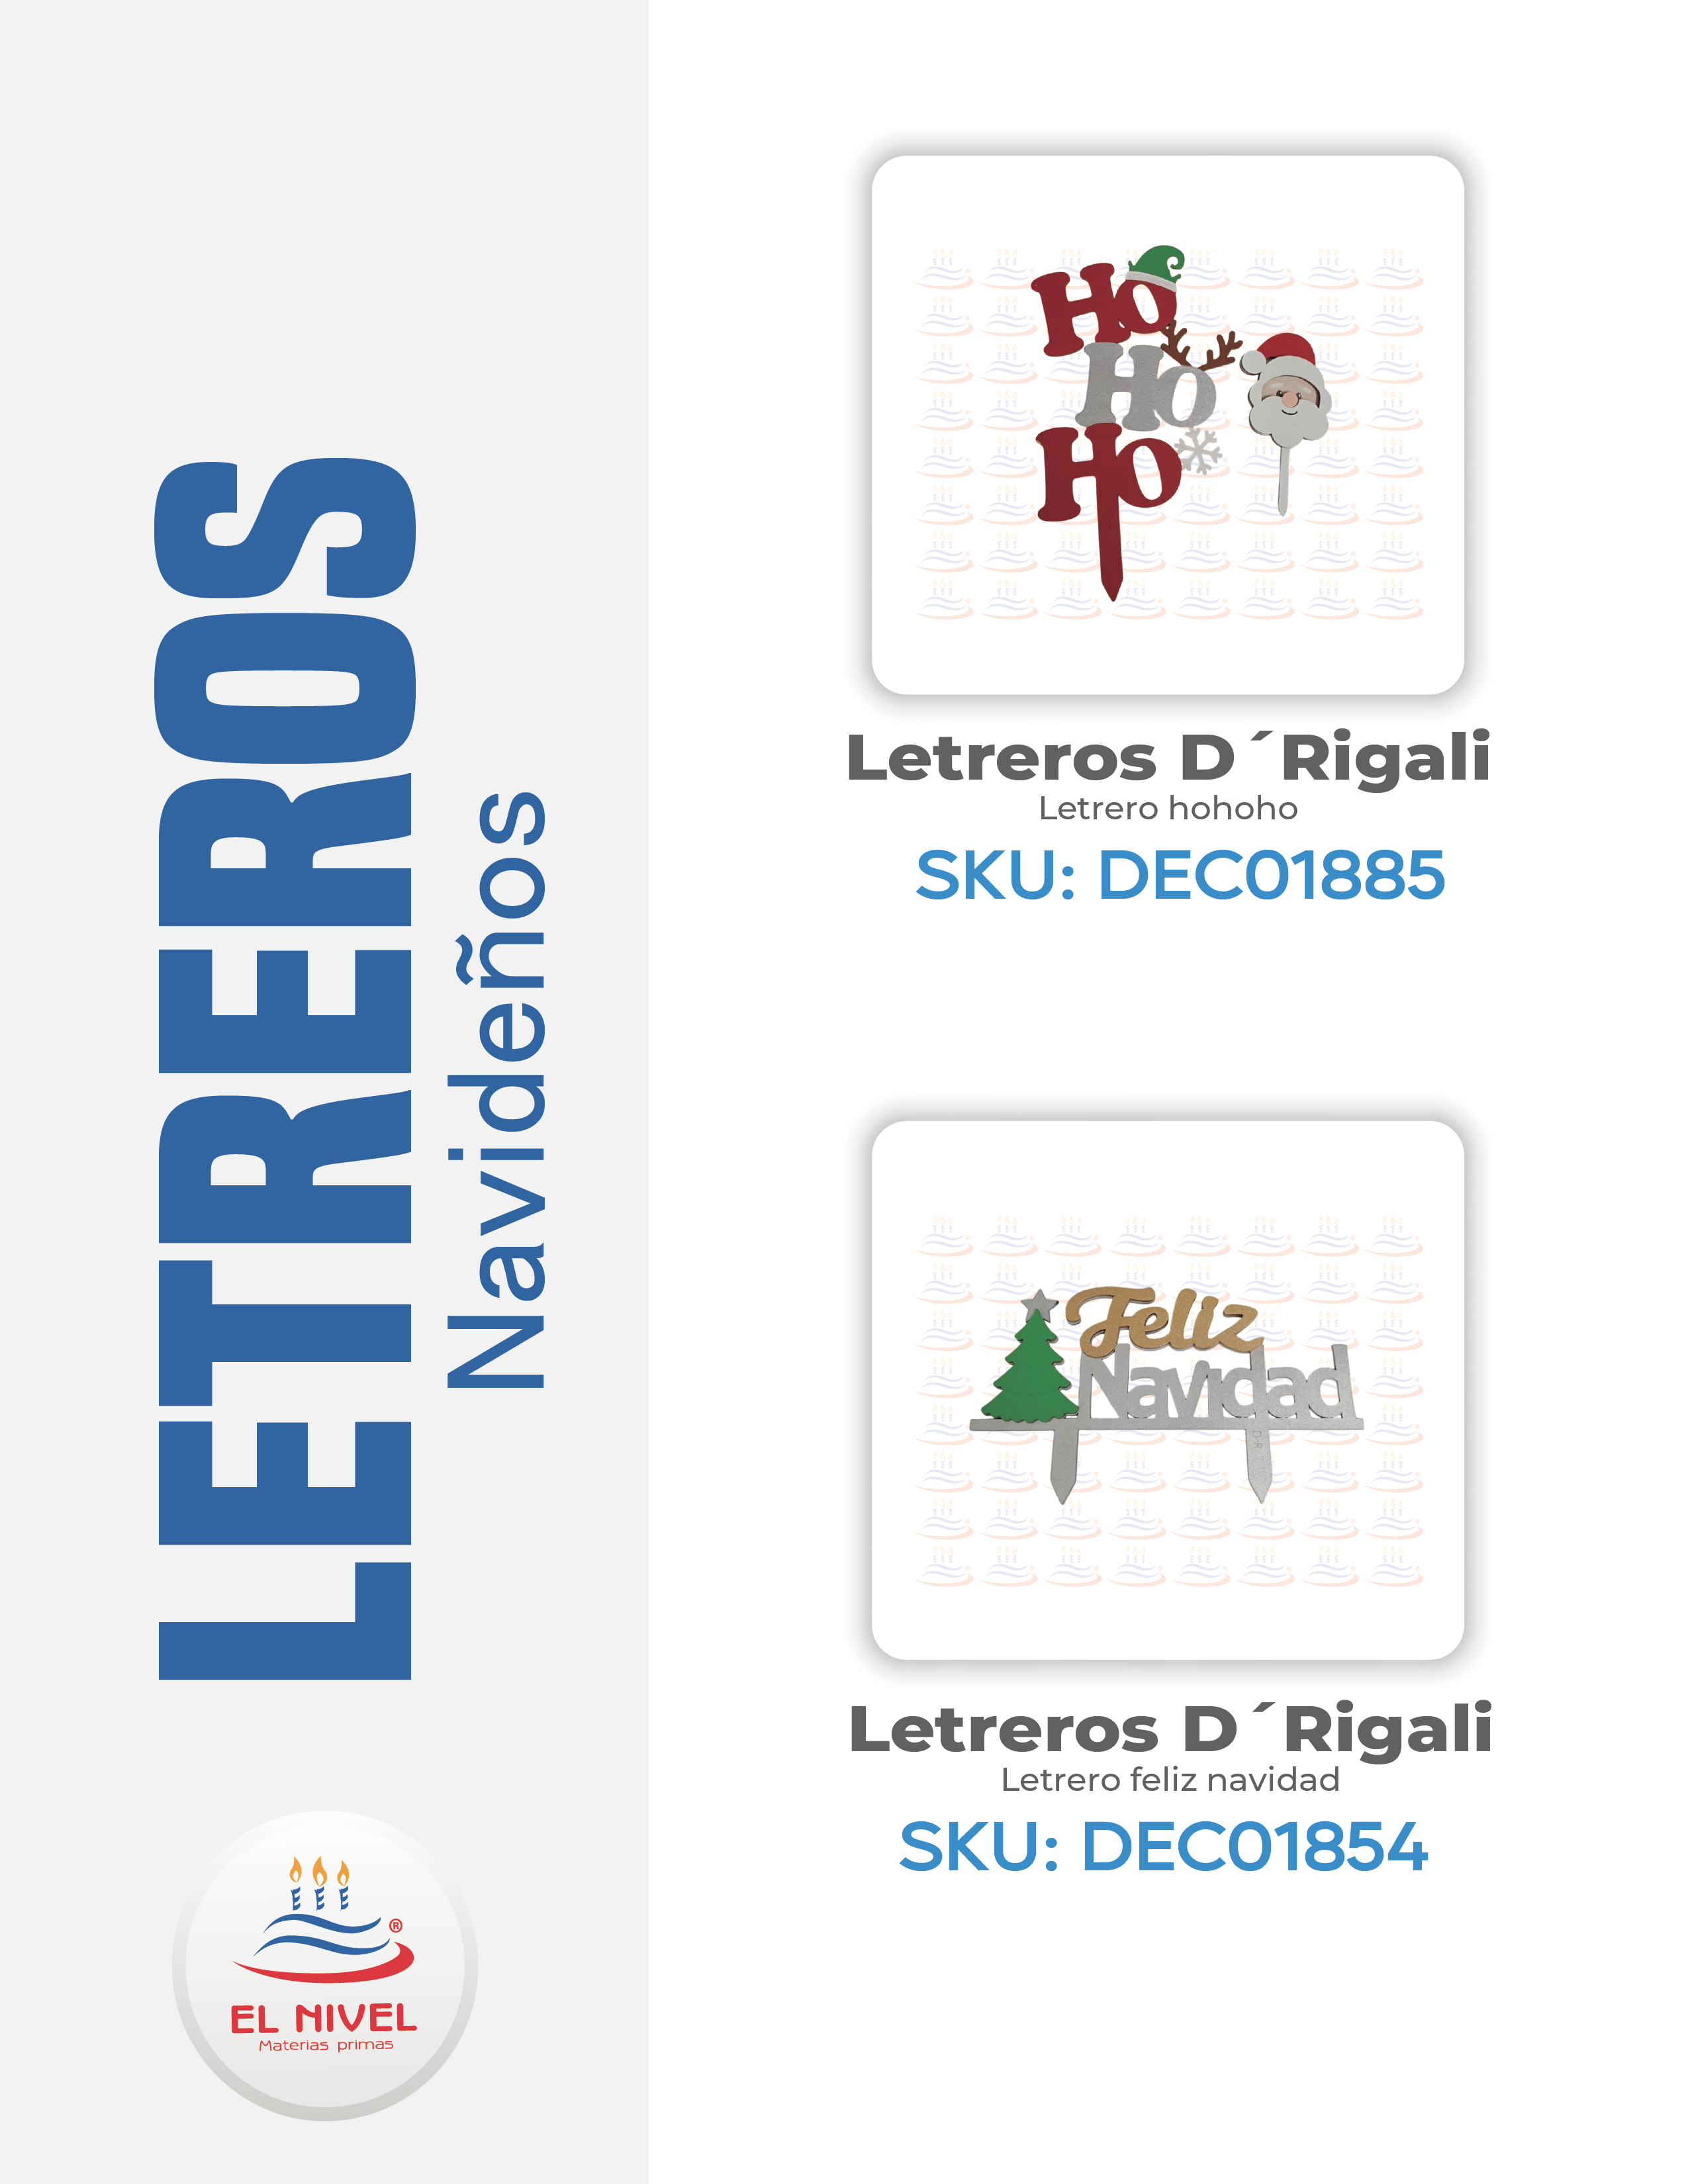 LETREROS
Navideños
Ho
Ho
Ho
Letreros D´Rigali
Letrero hohoho
SKU: DEC01885
Feliz
Navidad
Letreros D´Rigali
Letrero feliz navidad
SKU: DEC01854
®
EL NIVEL
Materias primas